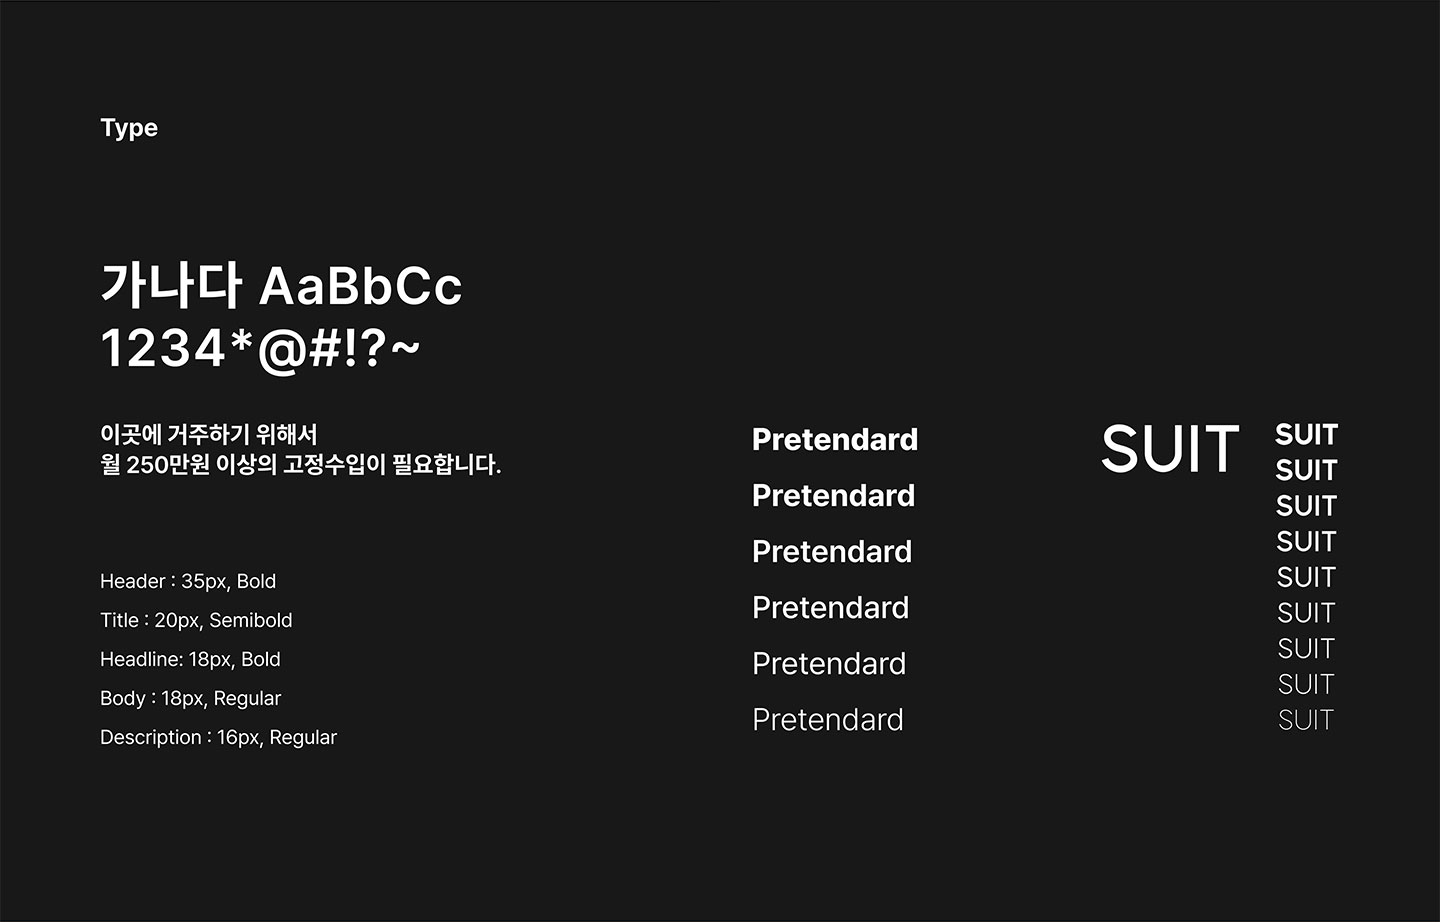 Type
가나다 AaBbCc
1234*@#!?~
이곳에 거주하기 위해서
월 250만원 이상의 고정수입이 필요합니다.
Header : 35px, Bold
Title : 20px, Semibold
Headline: 18px, Bold
Body : 18px, Regular
Description : 16px, Regular
Pretendard
Pretendard
Pretendard
Pretendard
Pretendard
Pretendard
SUIT
SUIT
SUIT
SUIT
SUIT
SUIT
SUIT
SUIT
SUIT
SUIT